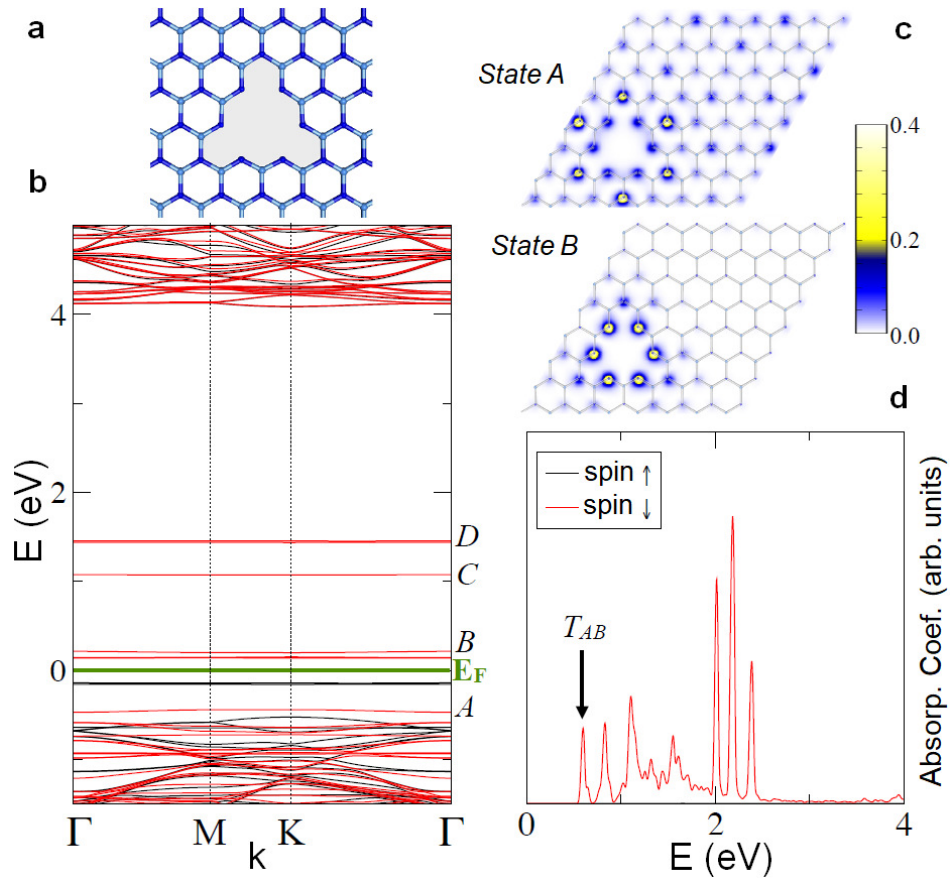 a
b
E (eV)
4
2
0
D
C
B
E_F
A
Γ
M
K
Γ
k
c
State A
State B
0.4
0.2
0.0
d
spin ↑
spin ↓
T_AB
Absorp. Coef. (arb. units)
0
2
4
E (eV)